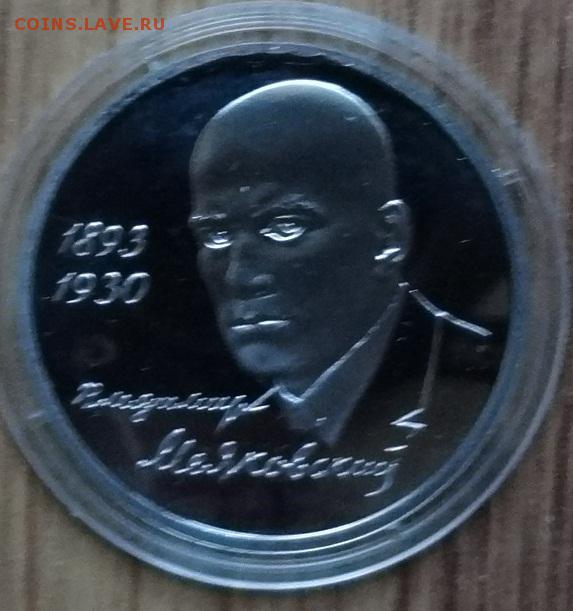 COINS.LAVE.RU
1893
1930
Владимир
Маяковский